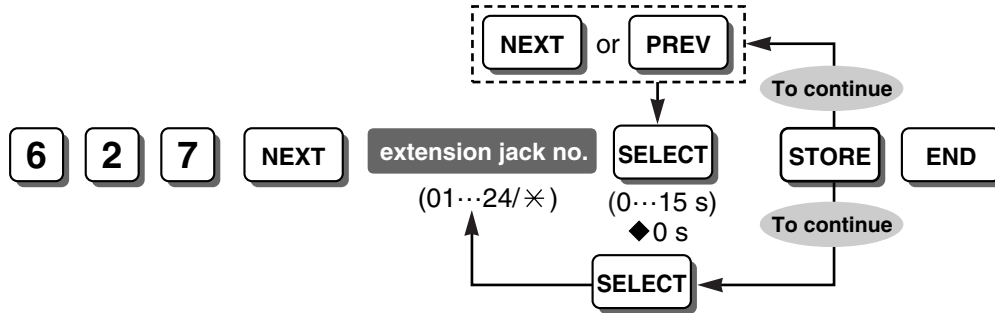 NEXT or PREV
To continue
6 2 7 NEXT extension jack no. SELECT STORE END
(01···24/✳) (0···15 s)
◆0 s
To continue
SELECT